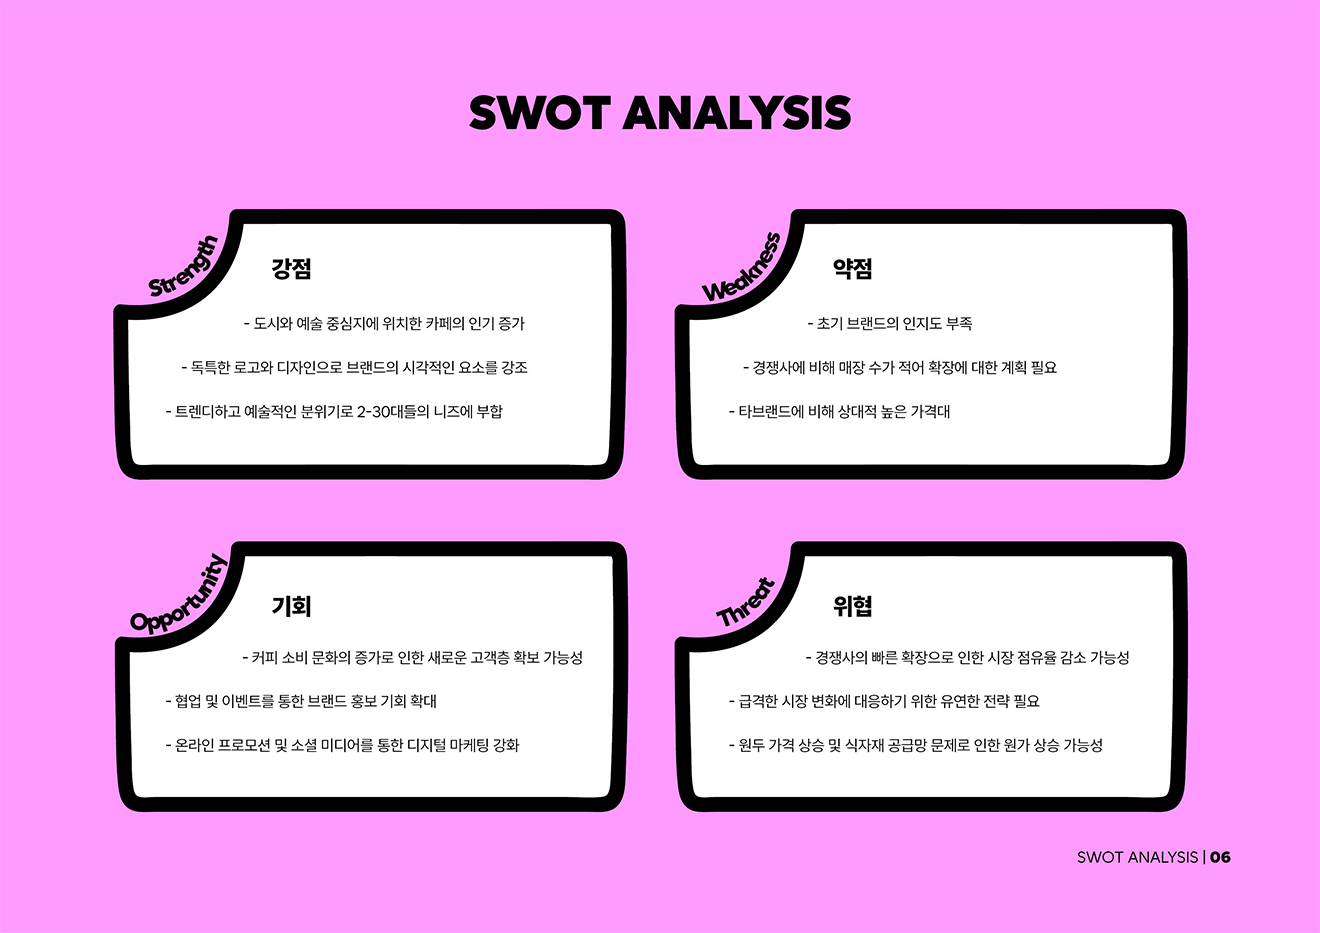 SWOT ANALYSIS
Strength
강점
- 도시와 예술 중심지에 위치한 카페의 인기 증가
- 독특한 로고와 디자인으로 브랜드의 시각적인 요소를 강조
- 트렌디하고 예술적인 분위기로 2-30대들의 니즈에 부합
Weakness
약점
- 초기 브랜드의 인지도 부족
- 경쟁사에 비해 매장 수가 적어 확장에 대한 계획 필요
- 타브랜드에 비해 상대적 높은 가격대
Opportunity
기회
- 커피 소비 문화의 증가로 인한 새로운 고객층 확보 가능성
- 협업 및 이벤트를 통한 브랜드 홍보 기회 확대
- 온라인 프로모션 및 소셜 미디어를 통한 디지털 마케팅 강화
Threat
위협
- 경쟁사의 빠른 확장으로 인한 시장 점유율 감소 가능성
- 급격한 시장 변화에 대응하기 위한 유연한 전략 필요
- 원두 가격 상승 및 식자재 공급망 문제로 인한 원가 상승 가능성
SWOT ANALYSIS | 06